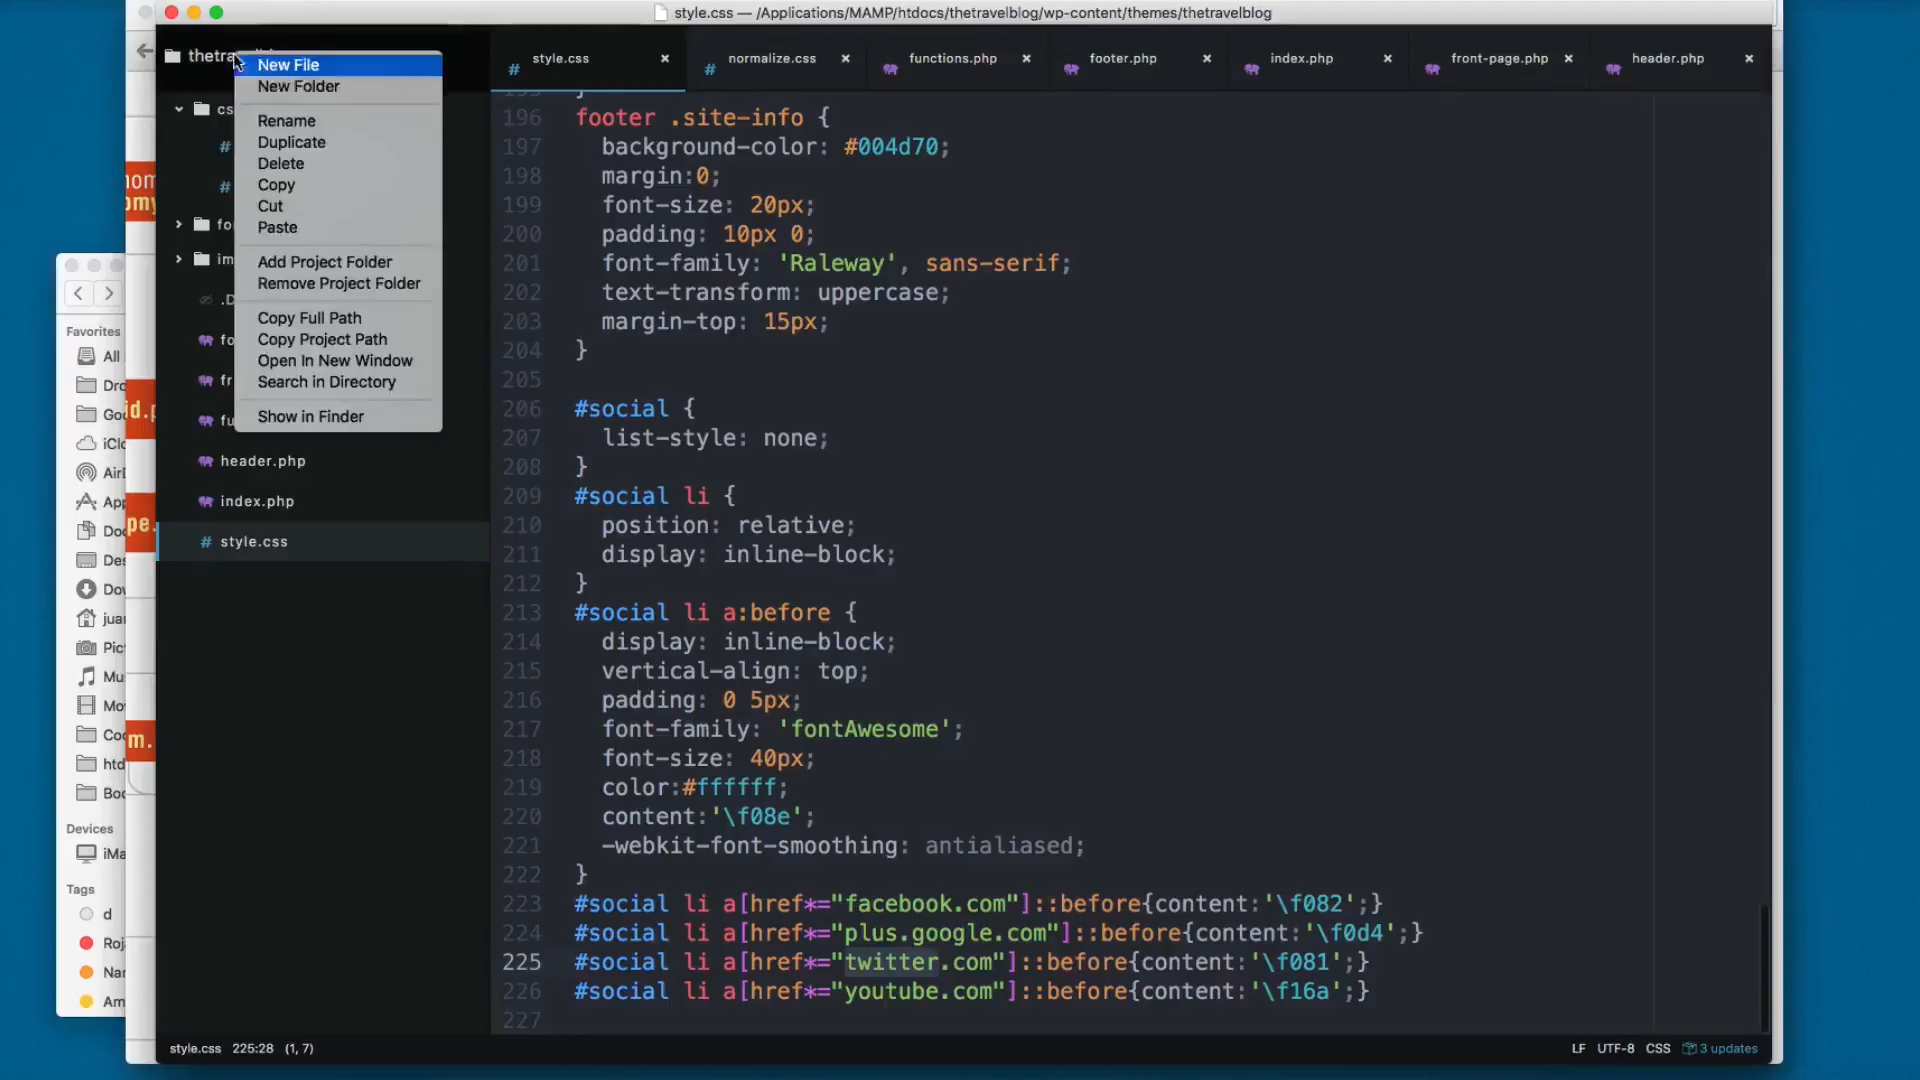 style.css — /Applications/MAMP/htdocs/thetravelblog/wp-content/themes/thetravelblog
style.css
normalize.css
functions.php
footer.php
index.php
front-page.php
header.php
New File
New Folder
Rename
Duplicate
Delete
Copy
Cut
Paste
Add Project Folder
Remove Project Folder
Copy Full Path
Copy Project Path
Open In New Window
Search in Directory
Show in Finder
header.php
index.php
# style.css
196 footer .site-info {
197 background-color: #004d70;
198 margin:0;
199 font-size: 20px;
200 padding: 10px 0;
201 font-family: 'Raleway', sans-serif;
202 text-transform: uppercase;
203 margin-top: 15px;
204 }
205
206 #social {
207 list-style: none;
208 }
209 #social li {
210 position: relative;
211 display: inline-block;
212 }
213 #social li a:before {
214 display: inline-block;
215 vertical-align: top;
216 padding: 0 5px;
217 font-family: 'fontAwesome';
218 font-size: 40px;
219 color:#ffffff;
220 content:'\f08e';
221 -webkit-font-smoothing: antialiased;
222 }
223 #social li a[href*="facebook.com"]::before{content:'\f082';}
224 #social li a[href*="plus.google.com"]::before{content:'\f0d4';}
225 #social li a[href*="twitter.com"]::before{content:'\f081';}
226 #social li a[href*="youtube.com"]::before{content:'\f16a';}
227
Favorites
All
Devices
Tags
d
style.css 225:28 (1, 7)
LF UTF-8 CSS 3 updates